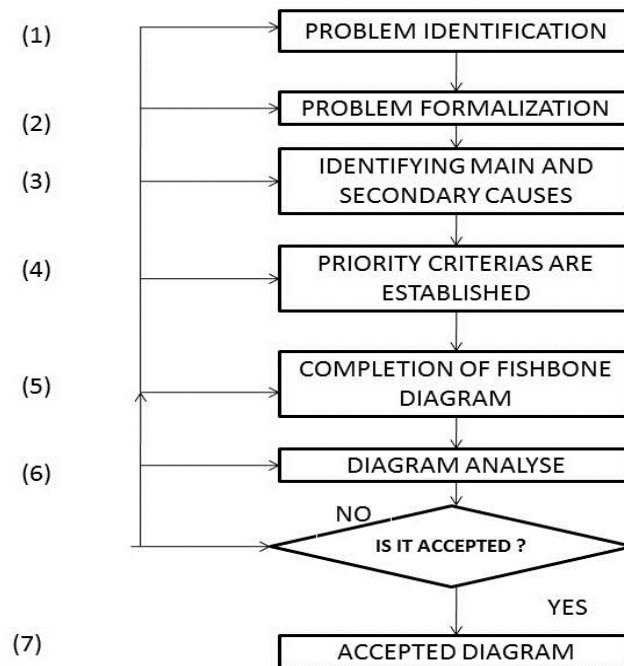 (1) PROBLEM IDENTIFICATION
(2) PROBLEM FORMALIZATION
(3) IDENTIFYING MAIN AND
SECONDARY CAUSES
(4) PRIORITY CRITERIAS ARE
ESTABLISHED
(5) COMPLETION OF FISHBONE
DIAGRAM
(6) DIAGRAM ANALYSE
NO
IS IT ACCEPTED ?
YES
(7) ACCEPTED DIAGRAM